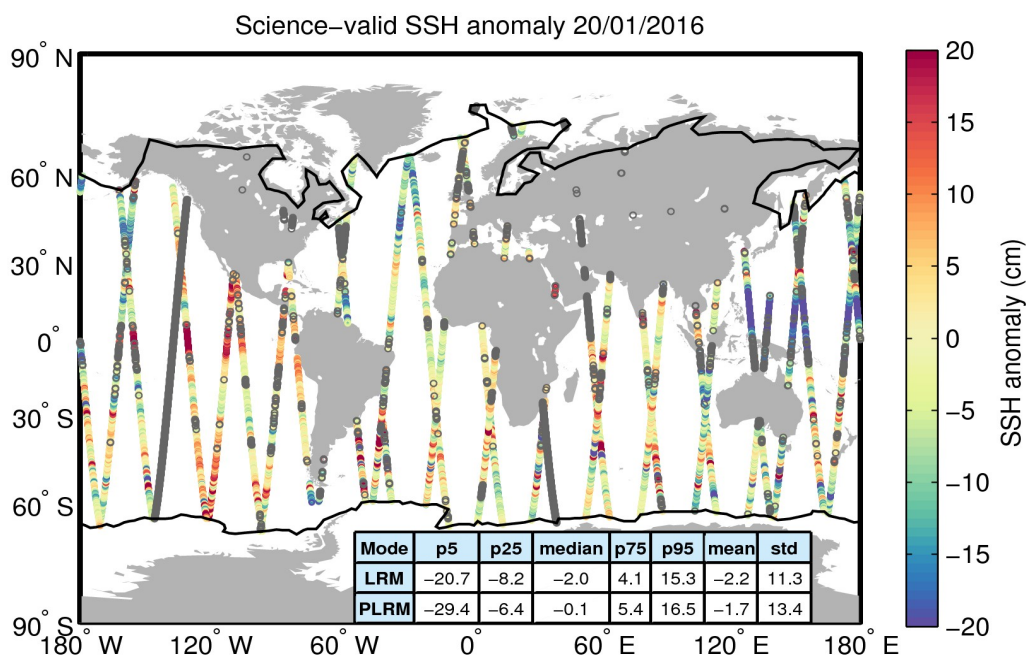 Science−valid SSH anomaly 20/01/2016
90° N
60° N
30° N
0°
30° S
60° S
90° S
180° W
120° W
60° W
0°
60° E
120° E
180° E
Mode p5 p25 median p75 p95 mean std
LRM −20.7 −8.2 −2.0 4.1 15.3 −2.2 11.3
PLRM −29.4 −6.4 −0.1 5.4 16.5 −1.7 13.4
20
15
10
5
0
−5
−10
−15
−20
SSH anomaly (cm)